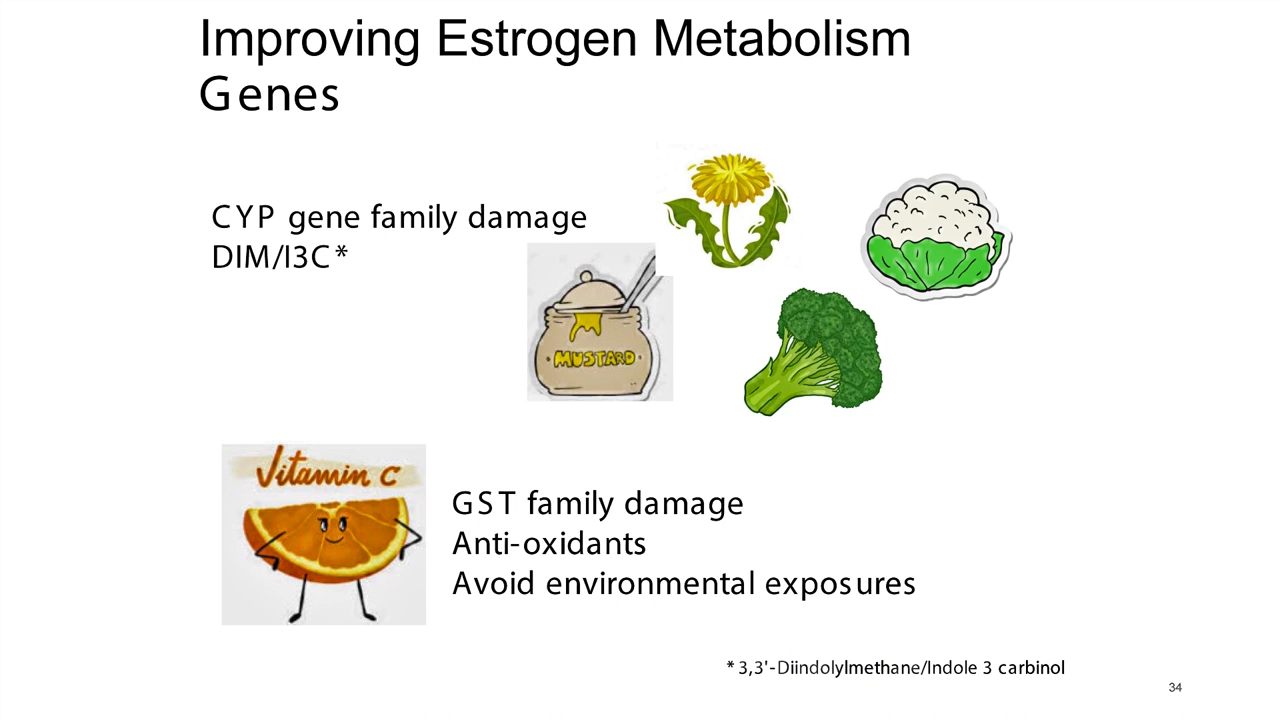 Improving Estrogen Metabolism
Genes
CYP gene family damage
DIM/I3C*
MUSTARD
Vitamin C
GST family damage
Anti-oxidants
Avoid environmental exposures
* 3,3'-Diindolylmethane/Indole 3 carbinol
34